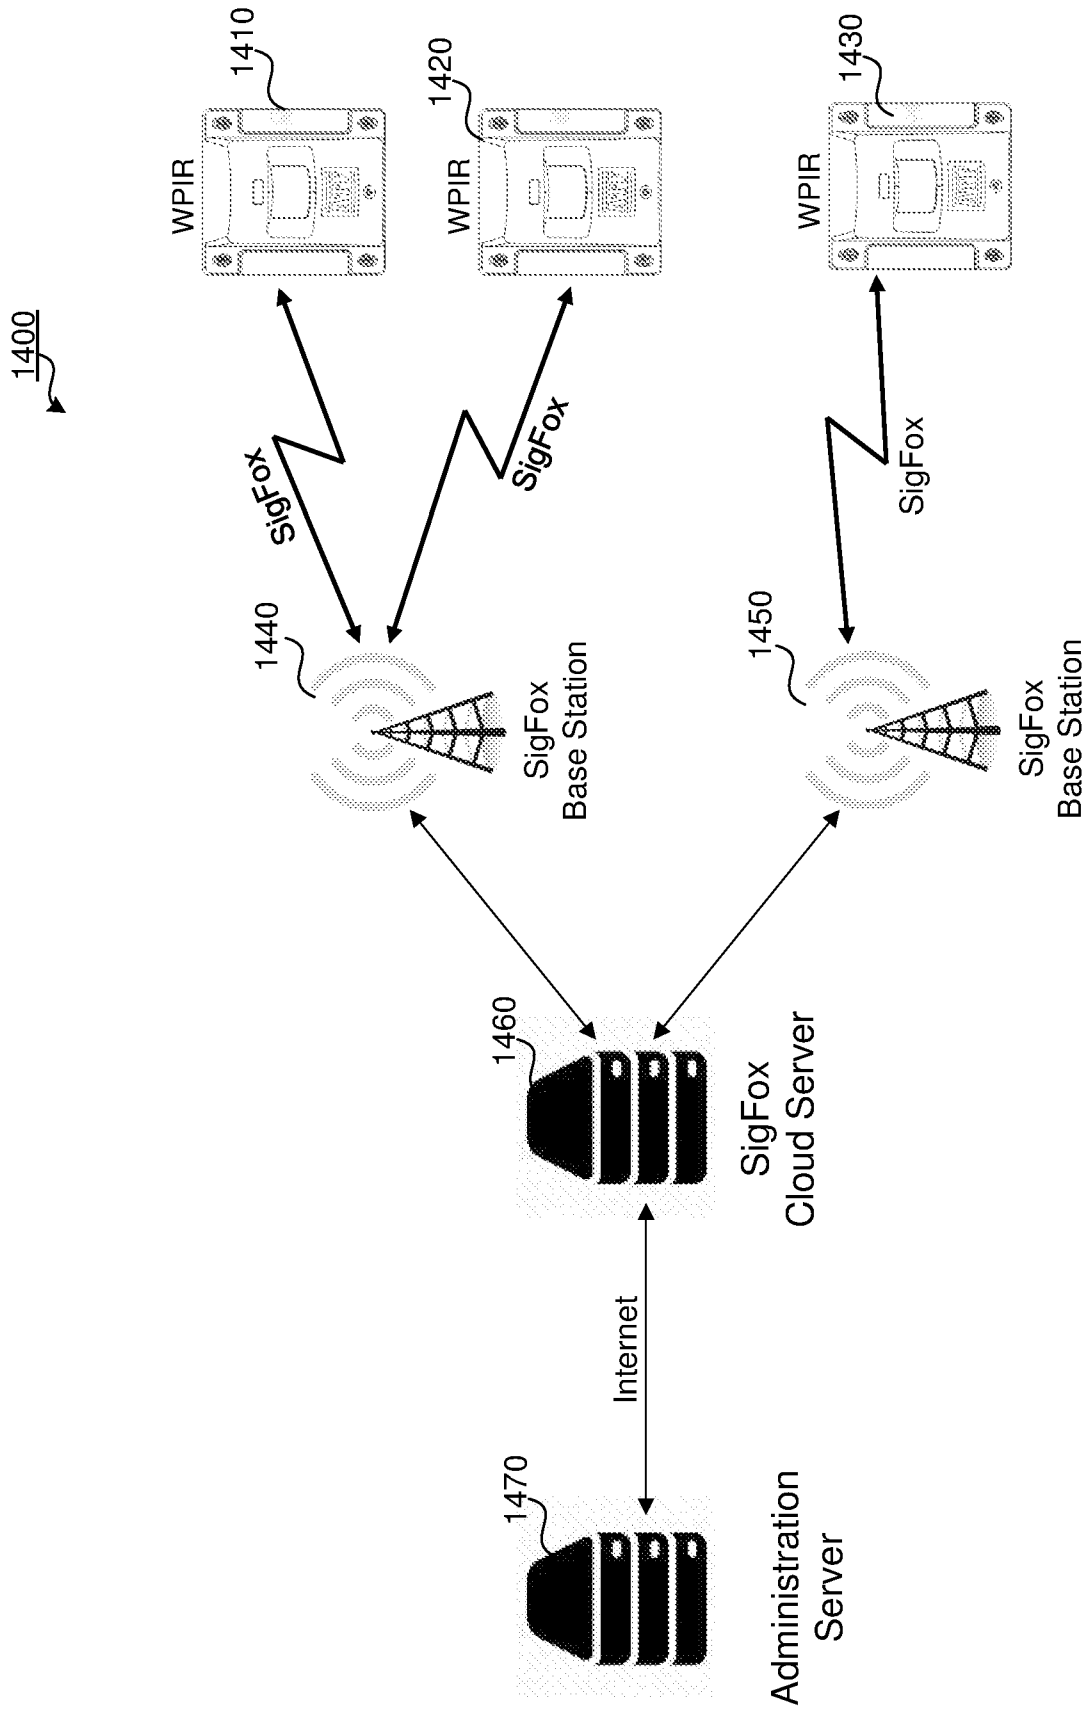 1400
1410
WPIR
1420
WPIR
1430
WPIR
SigFox
SigFox
SigFox
1440
SigFox
Base Station
1450
SigFox
Base Station
1460
SigFox
Cloud Server
Internet
1470
Administration
Server